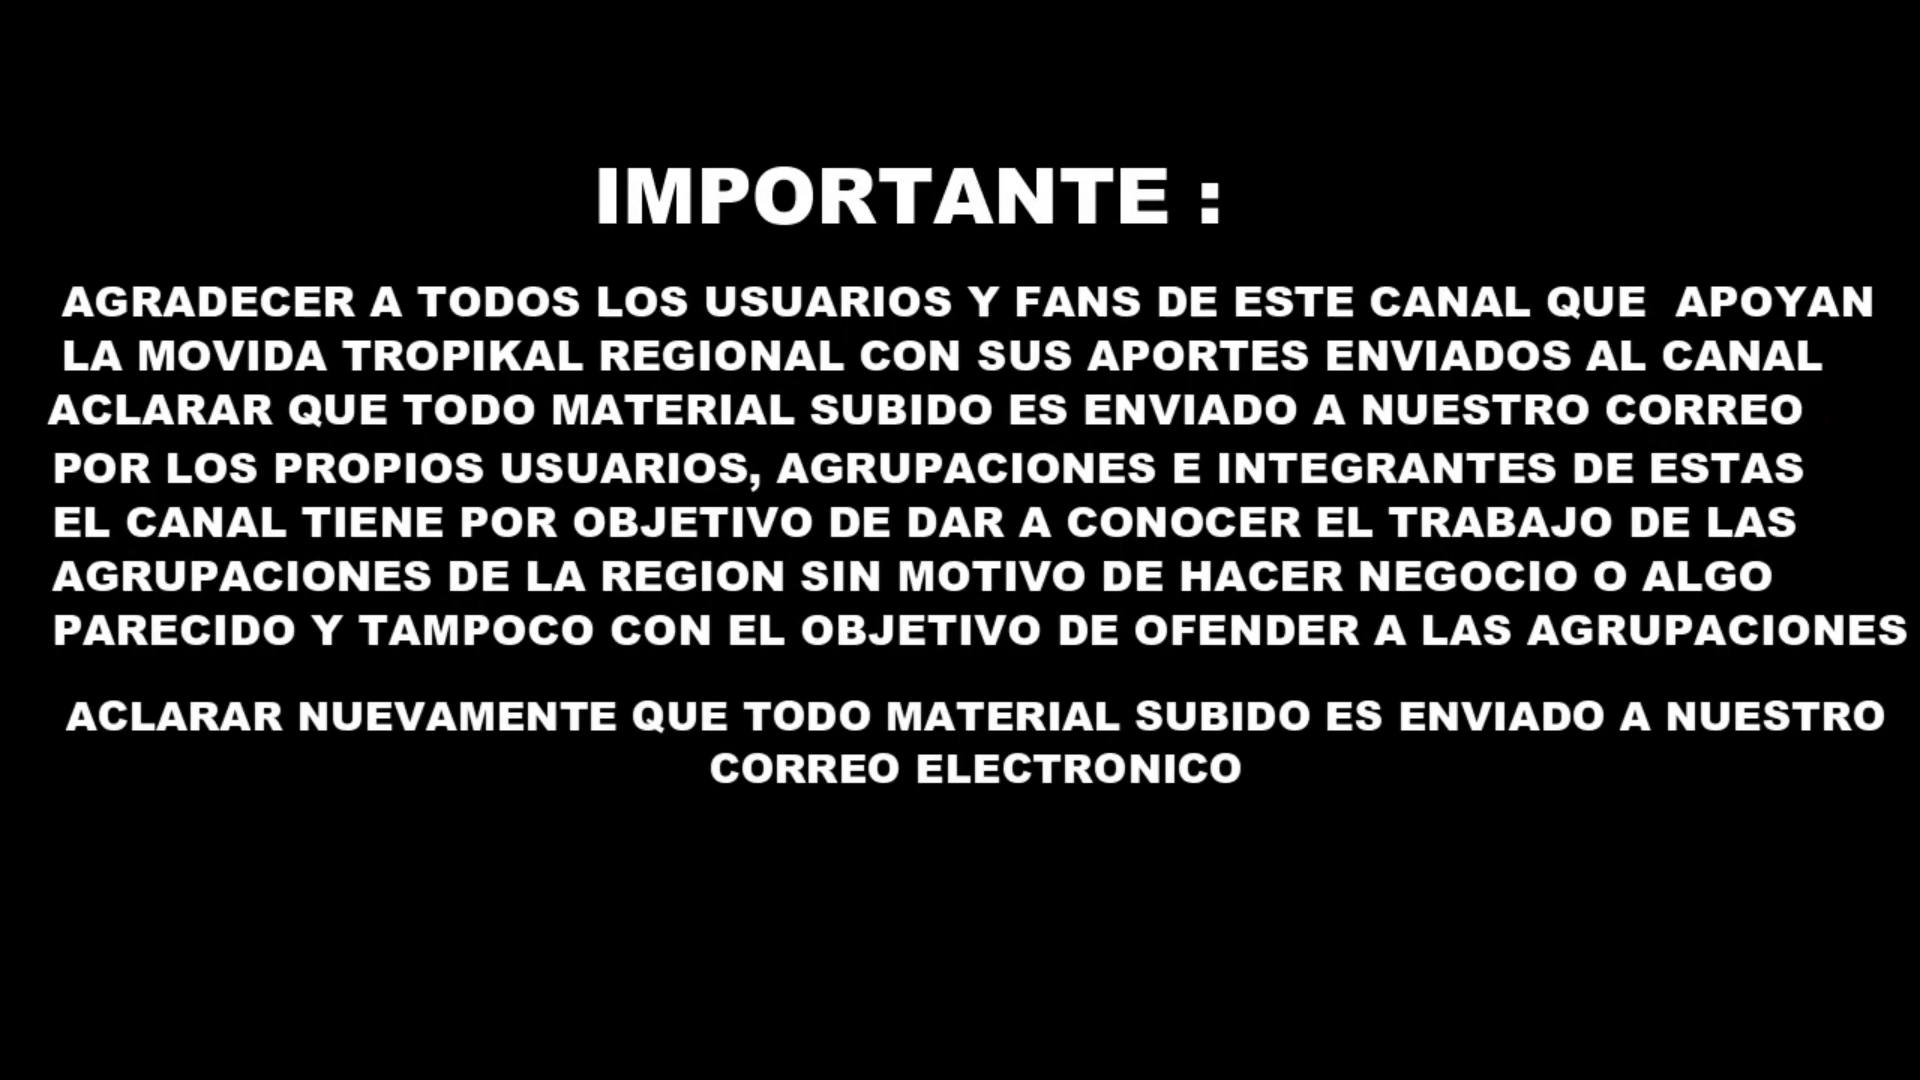 IMPORTANTE :
AGRADECER A TODOS LOS USUARIOS Y FANS DE ESTE CANAL QUE APOYAN
LA MOVIDA TROPIKAL REGIONAL CON SUS APORTES ENVIADOS AL CANAL
ACLARAR QUE TODO MATERIAL SUBIDO ES ENVIADO A NUESTRO CORREO
POR LOS PROPIOS USUARIOS, AGRUPACIONES E INTEGRANTES DE ESTAS
EL CANAL TIENE POR OBJETIVO DE DAR A CONOCER EL TRABAJO DE LAS
AGRUPACIONES DE LA REGION SIN MOTIVO DE HACER NEGOCIO O ALGO
PARECIDO Y TAMPOCO CON EL OBJETIVO DE OFENDER A LAS AGRUPACIONES
ACLARAR NUEVAMENTE QUE TODO MATERIAL SUBIDO ES ENVIADO A NUESTRO
CORREO ELECTRONICO